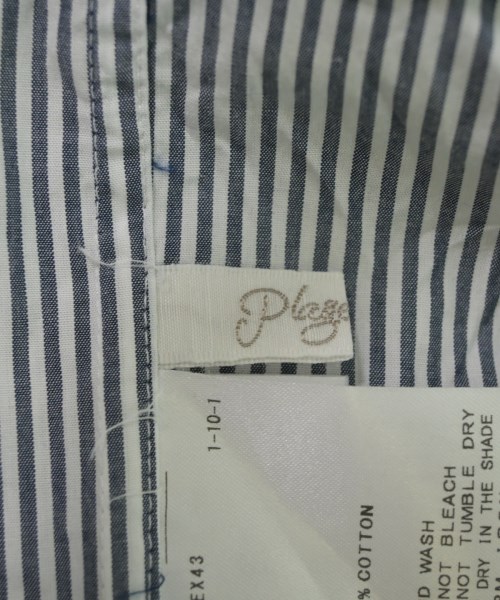 Plage
1-10-1
EX43
% COTTON
D WASH
NOT BLEACH
NOT TUMBLE DRY
DRY IN THE SHADE